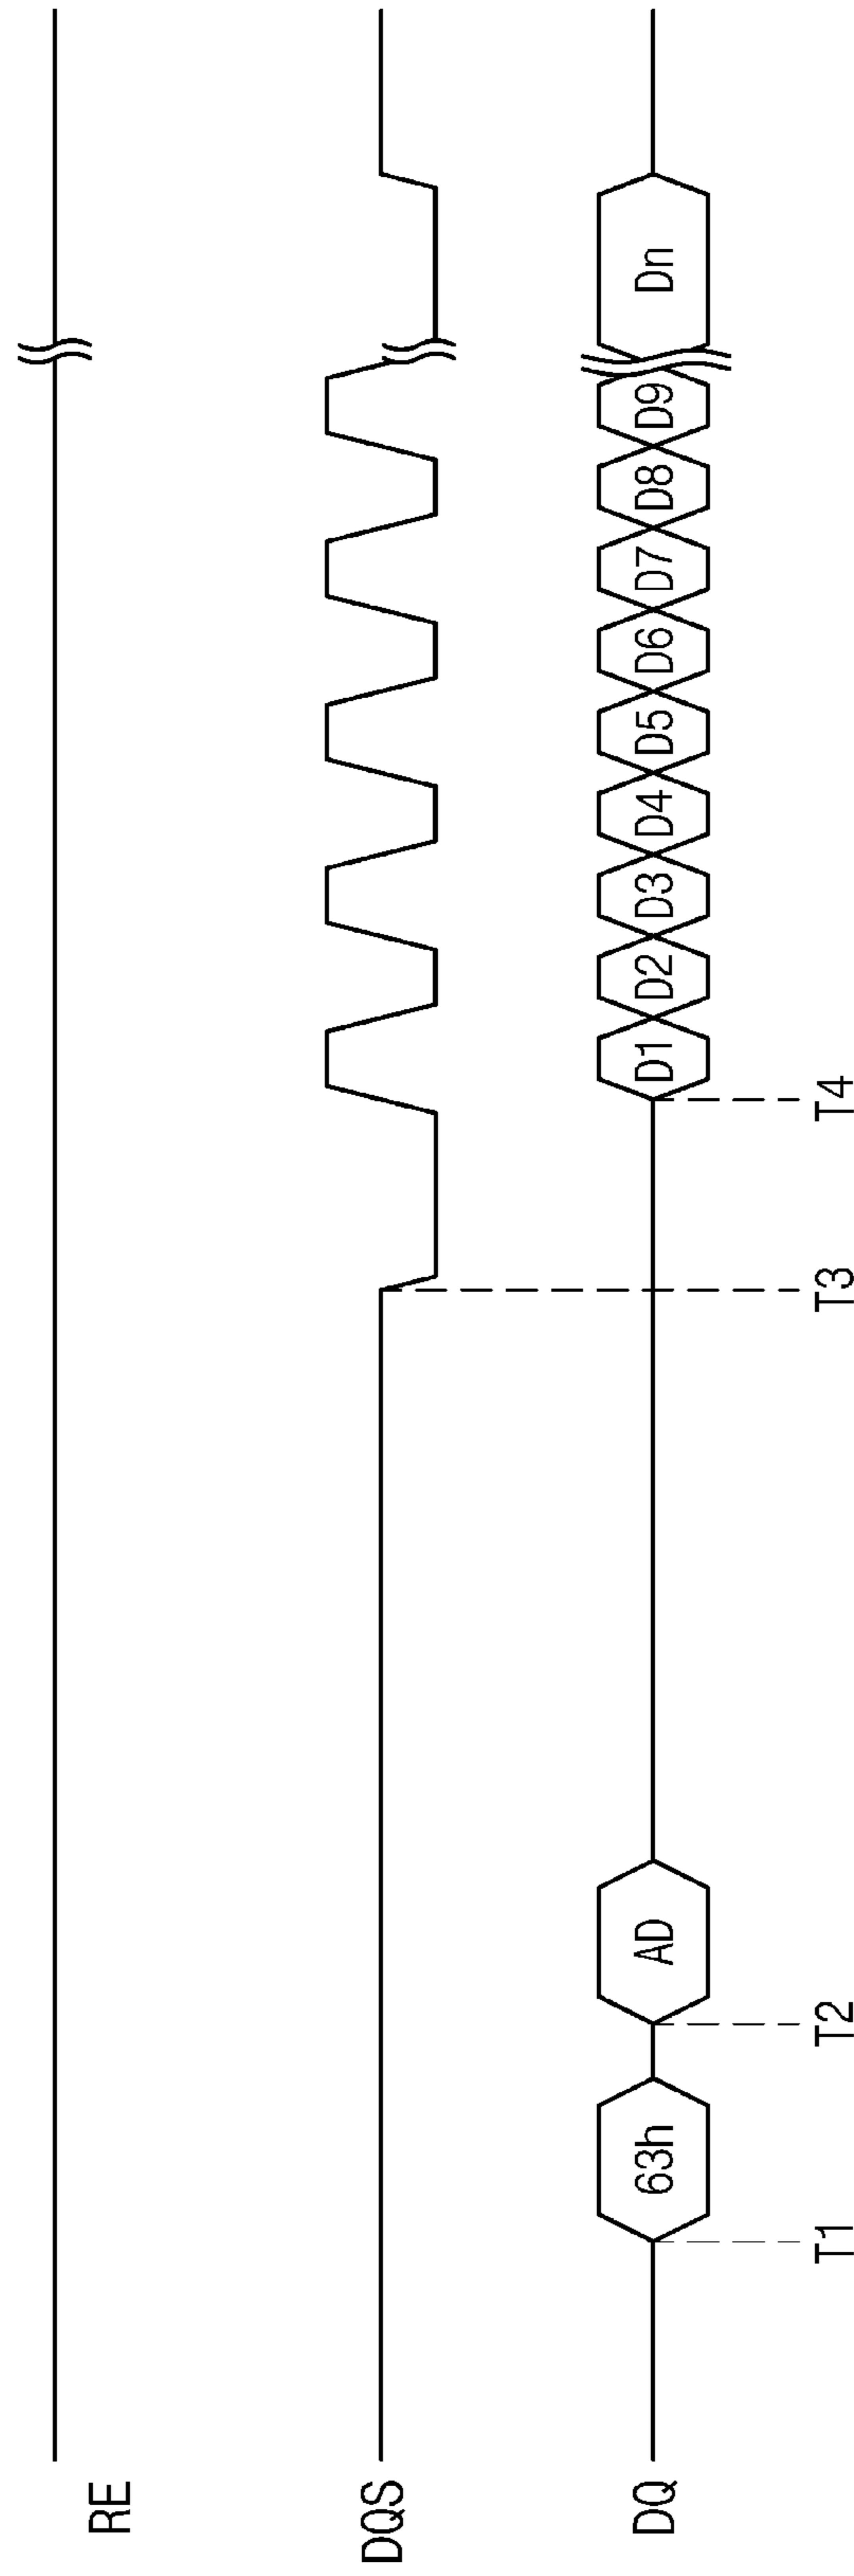 RE
DQS
DQ
63h AD D1 D2 D3 D4 D5 D6 D7 D8 D9 Dn
T1 T2 T3 T4